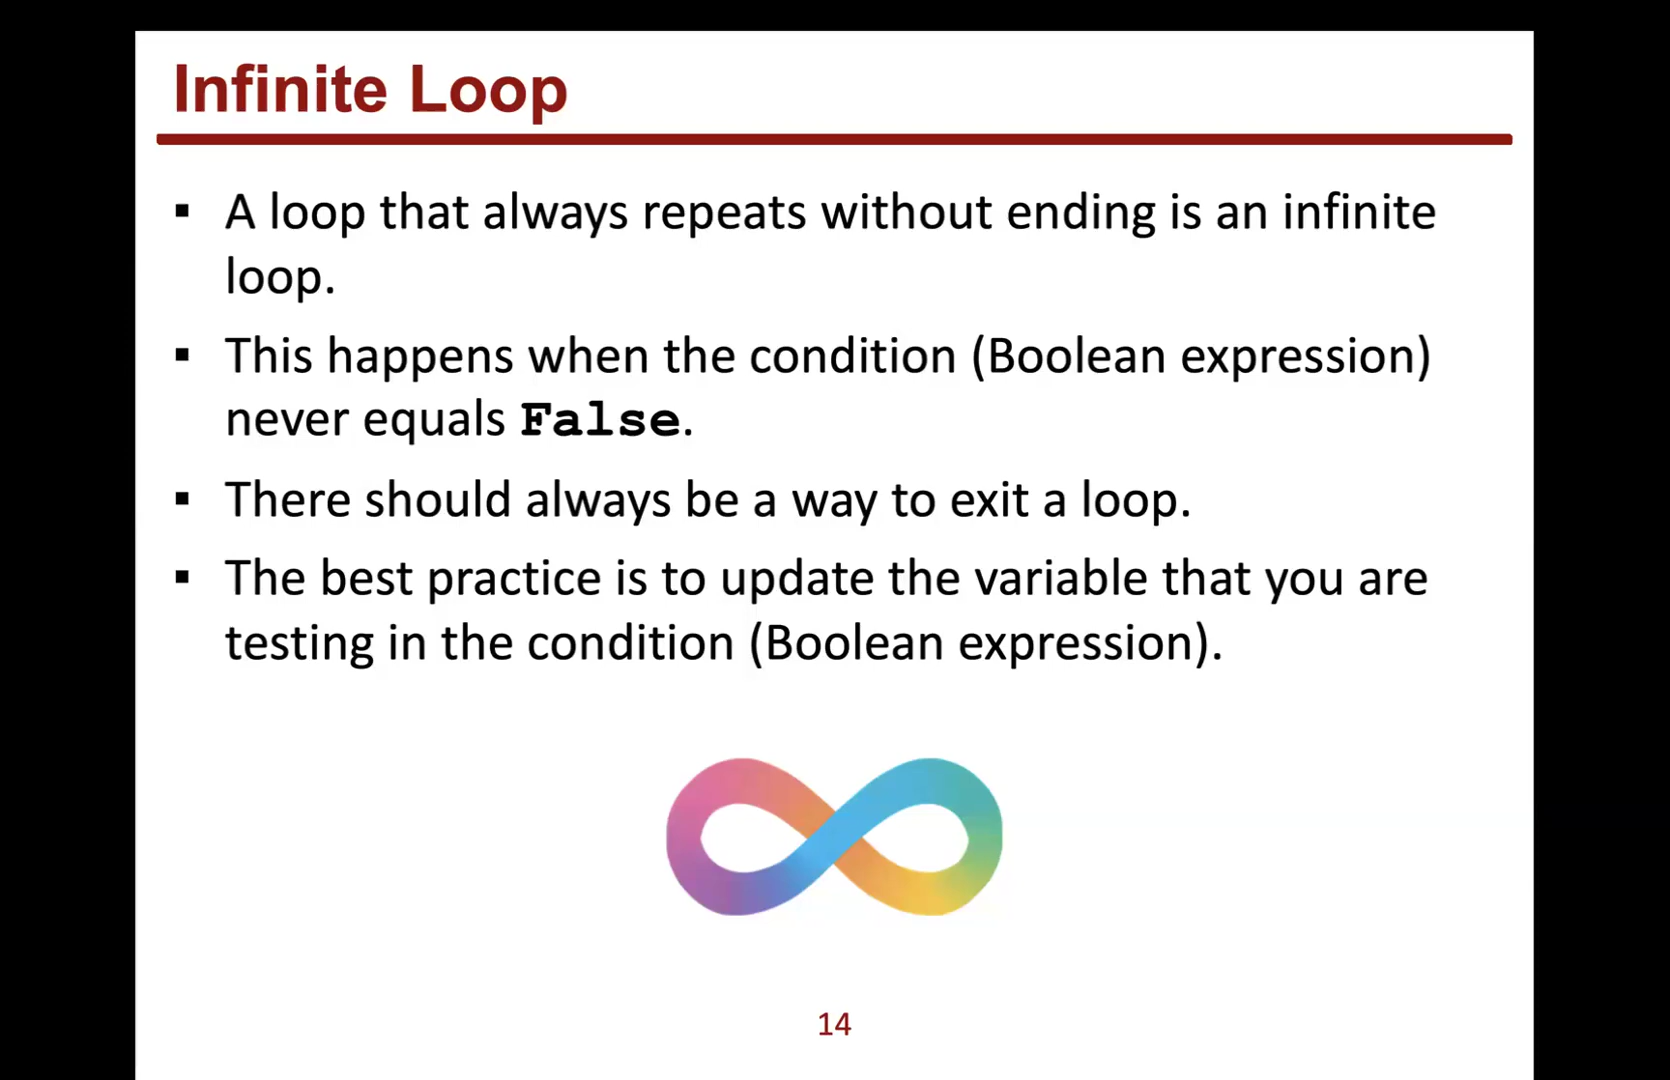 Infinite Loop
▪ A loop that always repeats without ending is an infinite
loop.
▪ This happens when the condition (Boolean expression)
never equals False.
▪ There should always be a way to exit a loop.
▪ The best practice is to update the variable that you are
testing in the condition (Boolean expression).
14